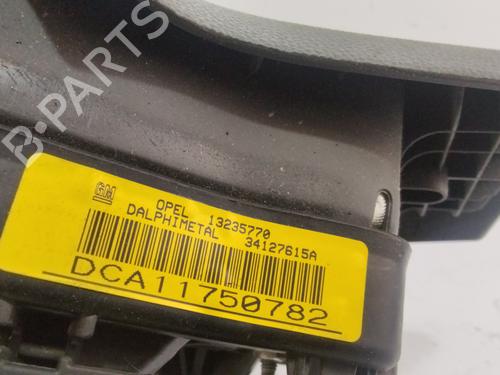 B-PARTS
GM
OPEL 13235770
DALPHIMETAL 34127615A
DCA11750782